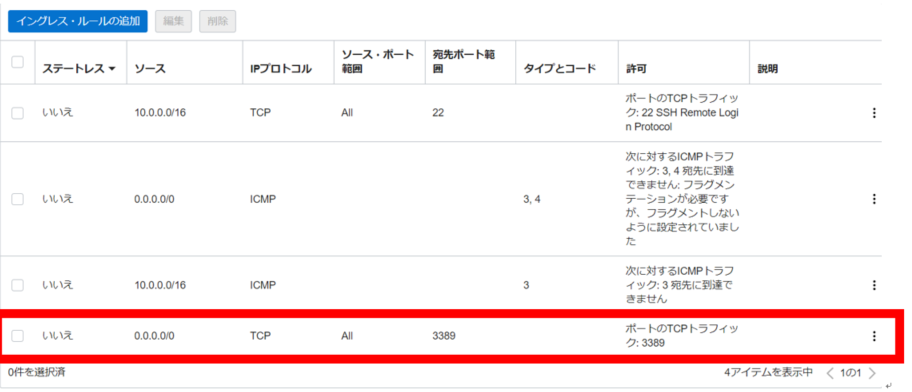 イングレス・ルールの追加 編集 削除
ステートレス ソース IPプロトコル ソース・ポート範囲 宛先ポート範囲 タイプとコード 許可 説明
いいえ 10.0.0.0/16 TCP All 22 ポートのTCPトラフィッ
ク: 22 SSH Remote Logi
n Protocol
いいえ 0.0.0.0/0 ICMP 3, 4 次に対するICMPトラフ
ィック: 3, 4 宛先に到達
できません: フラグメン
テーションが必要です
が、フラグメントしない
ように設定されていまし
た
いいえ 10.0.0.0/16 ICMP 3 次に対するICMPトラフ
ィック: 3 宛先に到達で
きません
いいえ 0.0.0.0/0 TCP All 3389 ポートのTCPトラフィッ
ク: 3389
0件を選択済 4アイテムを表示中 < 1の1 >